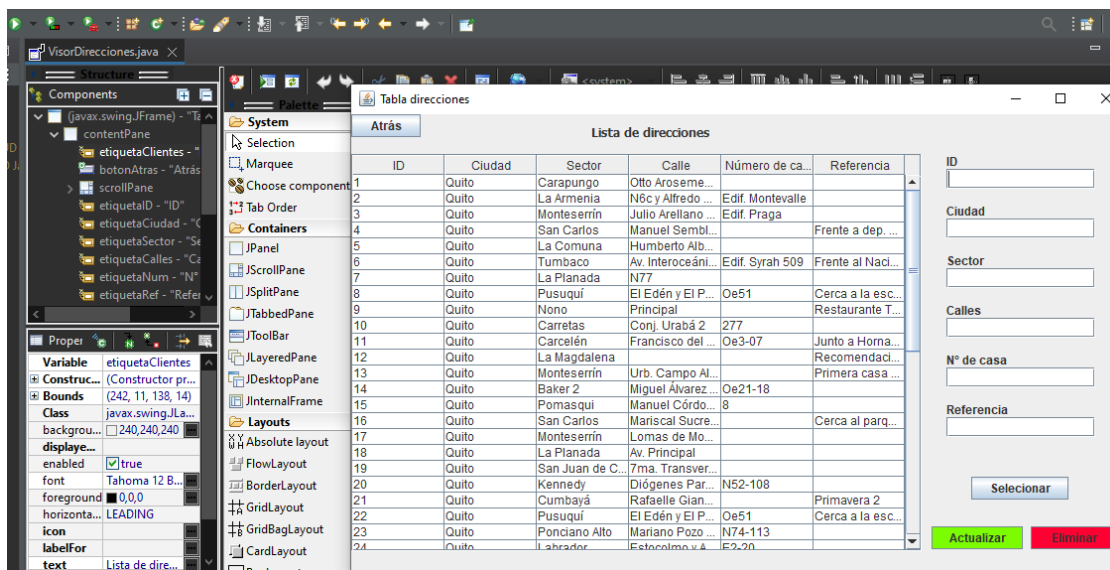 VisorDirecciones.java
Structure
Components
(javax.swing.JFrame) - "Ta
contentPane
etiquetaClientes - "
botonAtras - "Atrás
scrollPane
etiquetaID - "ID"
etiquetaCiudad - "C
etiquetaSector - "Se
etiquetaCalles - "Ca
etiquetaNum - "N°
etiquetaRef - "Refer
Proper
Variable etiquetaClientes
Construc... (Constructor pr...
Bounds (242, 11, 138, 14)
Class javax.swing.JLa...
backgrou... 240,240,240
displaye...
enabled true
font Tahoma 12 B...
foreground 0,0,0
horizonta... LEADING
icon
labelFor
text Lista de dire...
<system>
Palette
System
Selection
Marquee
Choose component
Tab Order
Containers
JPanel
JScrollPane
JSplitPane
JTabbedPane
JToolBar
JLayeredPane
JDesktopPane
JInternalFrame
Layouts
Absolute layout
FlowLayout
BorderLayout
GridLayout
GridBagLayout
CardLayout
Tabla direcciones
Atrás
Lista de direcciones
ID Ciudad Sector Calle Número de ca... Referencia
1 Quito Carapungo Otto Aroseme...
2 Quito La Armenia N6c y Alfredo ... Edif. Montevalle
3 Quito Monteserrín Julio Arellano ... Edif. Praga
4 Quito San Carlos Manuel Sembl... Frente a dep. ...
5 Quito La Comuna Humberto Alb...
6 Quito Tumbaco Av. Interoceáni... Edif. Syrah 509 Frente al Naci...
7 Quito La Planada N77
8 Quito Pusuquí El Edén y El P... Oe51 Cerca a la esc...
9 Quito Nono Principal Restaurante T...
10 Quito Carretas Conj. Urabá 2 277
11 Quito Carcelén Francisco del ... Oe3-07 Junto a Horna...
12 Quito La Magdalena Recomendaci...
13 Quito Monteserrín Urb. Campo Al... Primera casa ...
14 Quito Baker 2 Miguel Álvarez ... Oe21-18
15 Quito Pomasqui Manuel Córdo... 8
16 Quito San Carlos Mariscal Sucre... Cerca al parq...
17 Quito Monteserrín Lomas de Mo...
18 Quito La Planada Av. Principal
19 Quito San Juan de C... 7ma. Transver...
20 Quito Kennedy Diógenes Par... N52-108
21 Quito Cumbayá Rafaelle Gian... Primavera 2
22 Quito Pusuquí El Edén y El P... Oe51 Cerca a la esc...
23 Quito Ponciano Alto Mariano Pozo ... N74-113
24 Quito Labrador Estocolmo y A... E2-20
ID
Ciudad
Sector
Calles
Nº de casa
Referencia
Selecionar
Actualizar
Eliminar